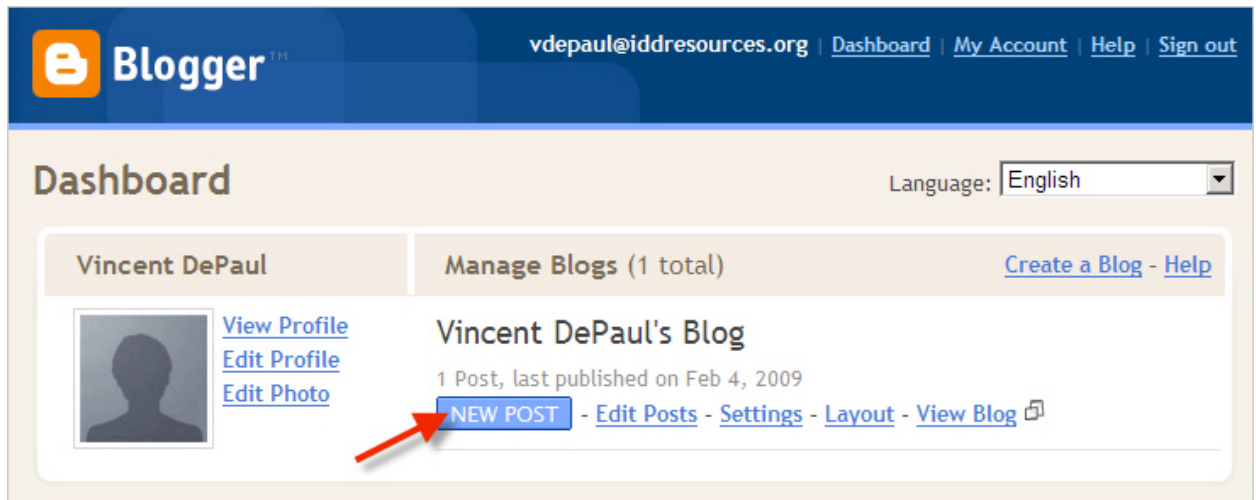 Blogger™
vdepaul@iddresources.org | Dashboard | My Account | Help | Sign out
Dashboard
Language: English
Vincent DePaul
Manage Blogs (1 total)
Create a Blog - Help
View Profile
Edit Profile
Edit Photo
Vincent DePaul's Blog
1 Post, last published on Feb 4, 2009
NEW POST - Edit Posts - Settings - Layout - View Blog